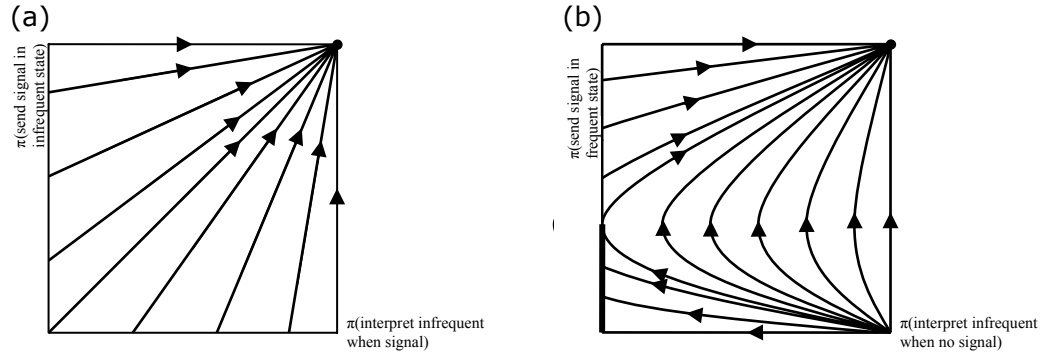 (a)
π(send signal in
infrequent state)
π(interpret infrequent
when signal)
(b)
π(send signal in
frequent state)
π(interpret infrequent
when no signal)